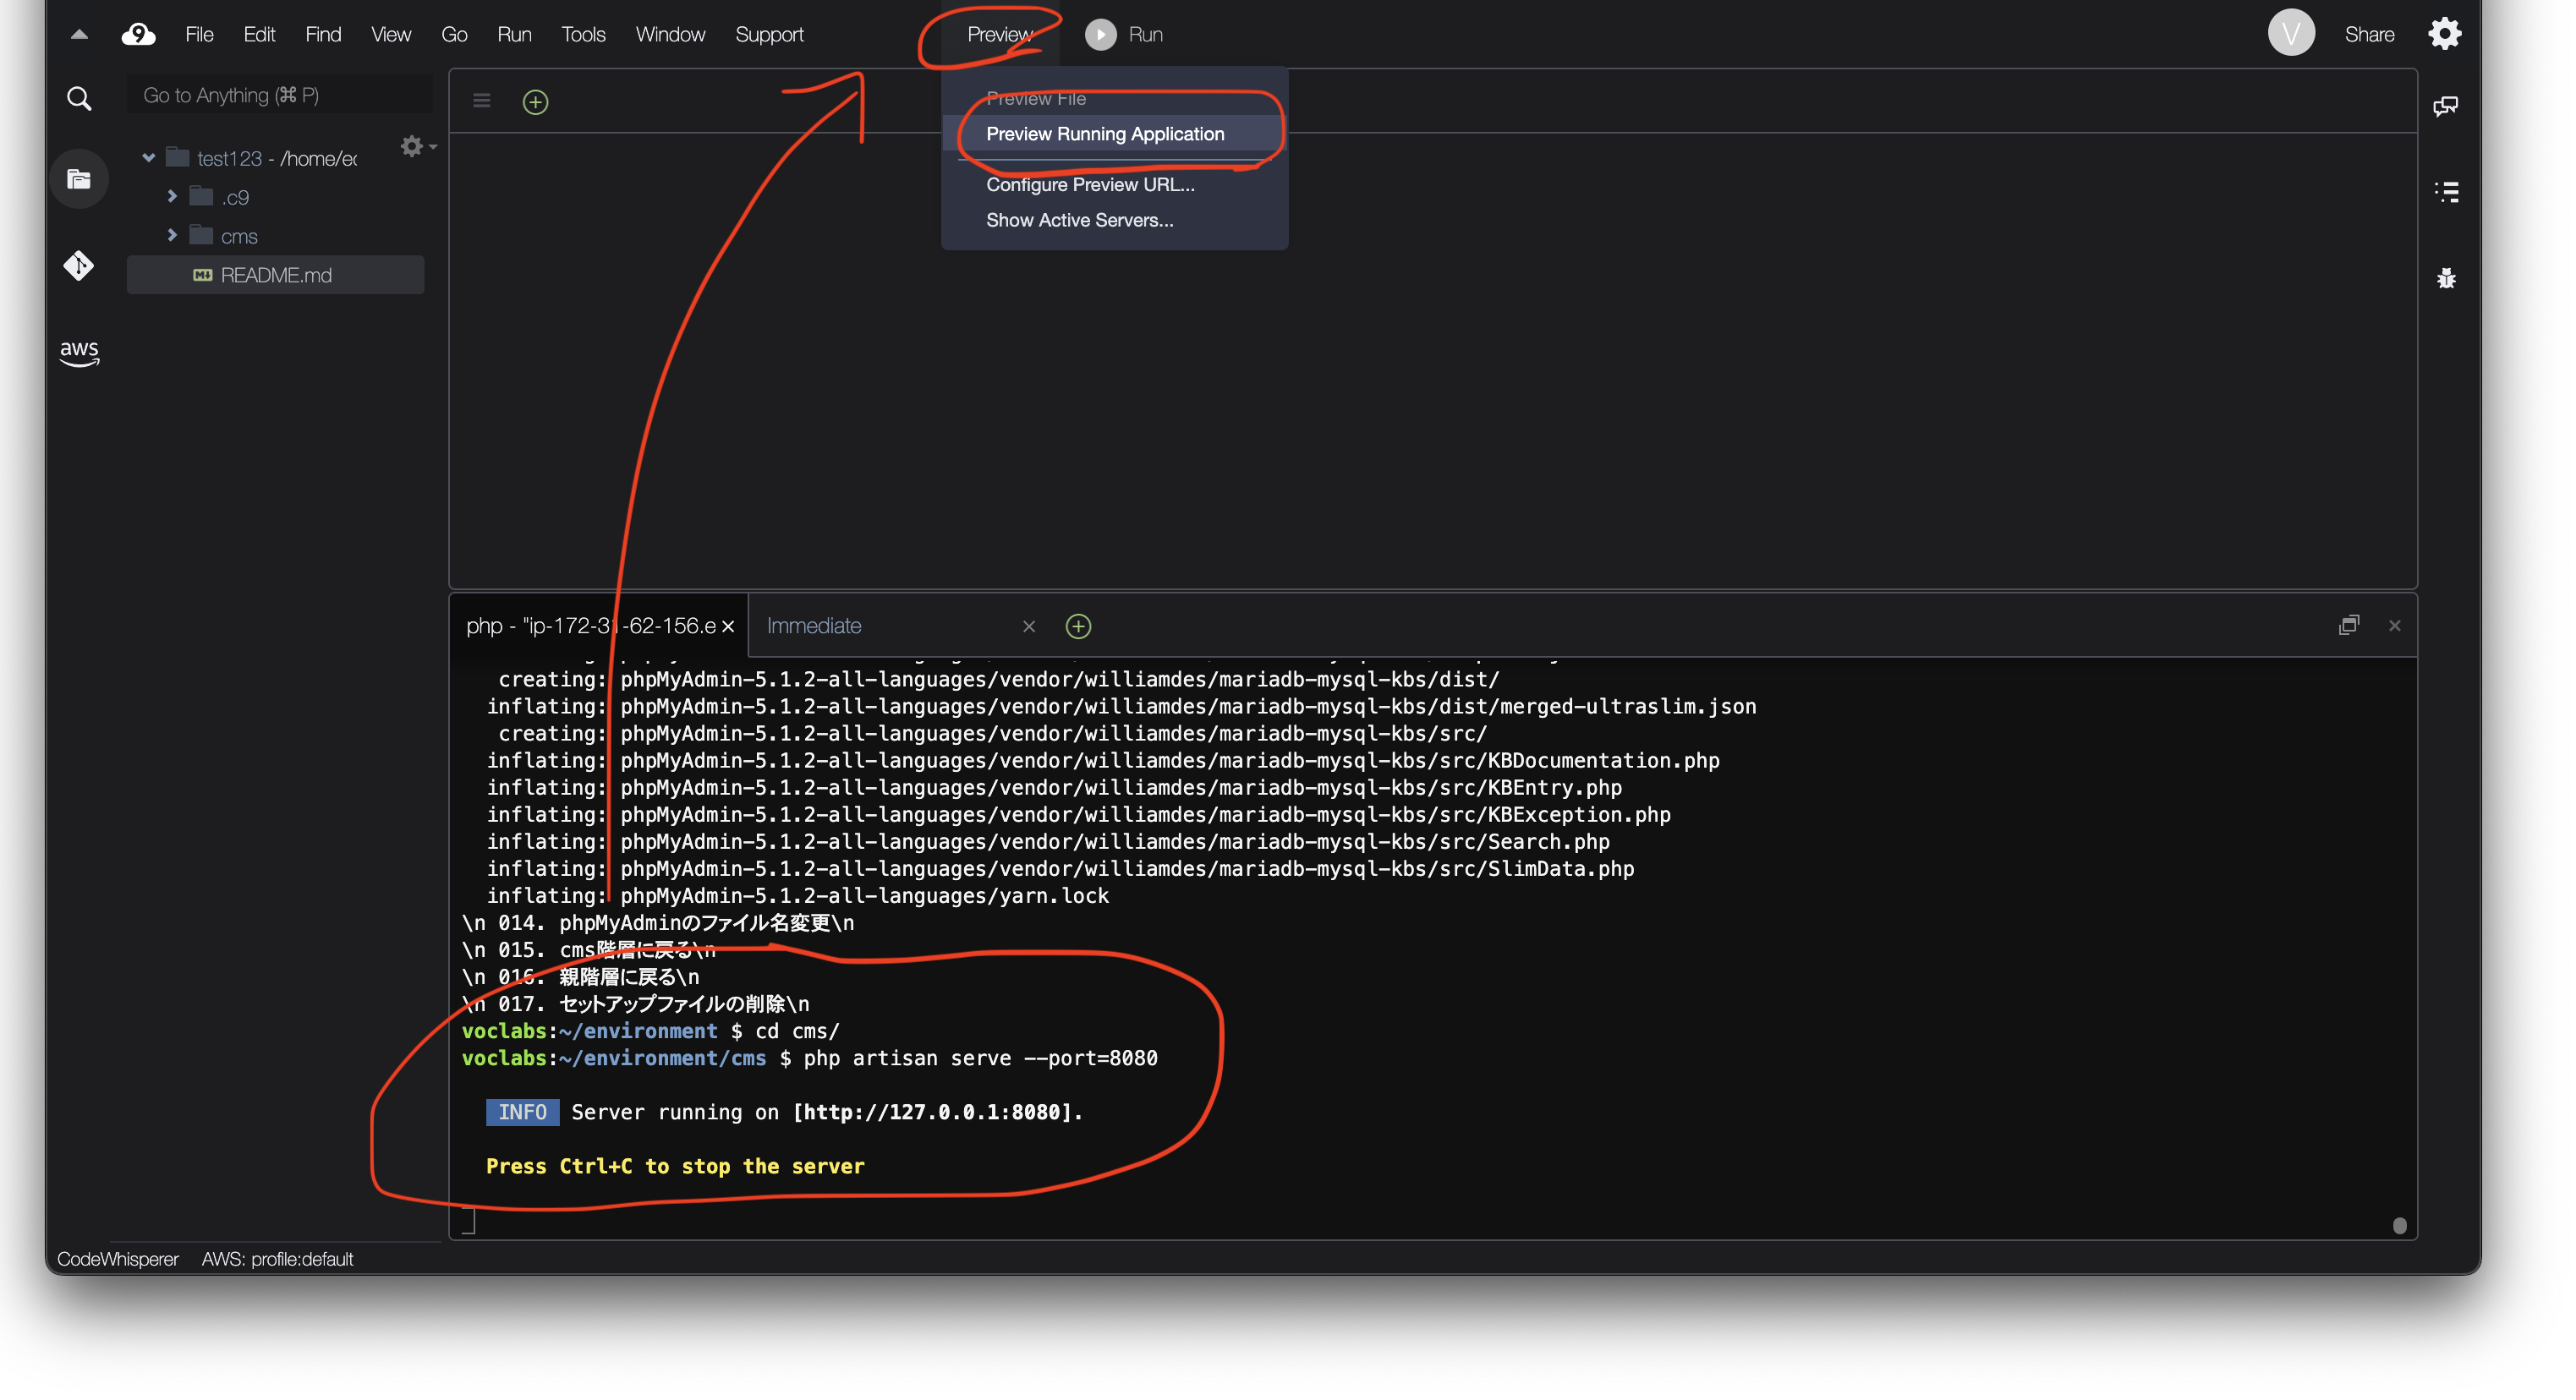 File Edit Find View Go Run Tools Window Support Preview Run V Share
Go to Anything (⌘ P)
Preview File
Preview Running Application
Configure Preview URL...
Show Active Servers...
test123 - /home/ec
.c9
cms
README.md
aws
php - "ip-172-31-62-156.e Immediate
creating: phpMyAdmin-5.1.2-all-languages/vendor/williamdes/mariadb-mysql-kbs/dist/
inflating: phpMyAdmin-5.1.2-all-languages/vendor/williamdes/mariadb-mysql-kbs/dist/merged-ultraslim.json
creating: phpMyAdmin-5.1.2-all-languages/vendor/williamdes/mariadb-mysql-kbs/src/
inflating: phpMyAdmin-5.1.2-all-languages/vendor/williamdes/mariadb-mysql-kbs/src/KBDocumentation.php
inflating: phpMyAdmin-5.1.2-all-languages/vendor/williamdes/mariadb-mysql-kbs/src/KBEntry.php
inflating: phpMyAdmin-5.1.2-all-languages/vendor/williamdes/mariadb-mysql-kbs/src/KBException.php
inflating: phpMyAdmin-5.1.2-all-languages/vendor/williamdes/mariadb-mysql-kbs/src/Search.php
inflating: phpMyAdmin-5.1.2-all-languages/vendor/williamdes/mariadb-mysql-kbs/src/SlimData.php
inflating: phpMyAdmin-5.1.2-all-languages/yarn.lock
\n 014. phpMyAdminのファイル名変更\n
\n 015. cms階層に戻る\n
\n 016. 親階層に戻る\n
\n 017. セットアップファイルの削除\n
voclabs:~/environment $ cd cms/
voclabs:~/environment/cms $ php artisan serve --port=8080
INFO Server running on [http://127.0.0.1:8080].
Press Ctrl+C to stop the server
CodeWhisperer AWS: profile:default